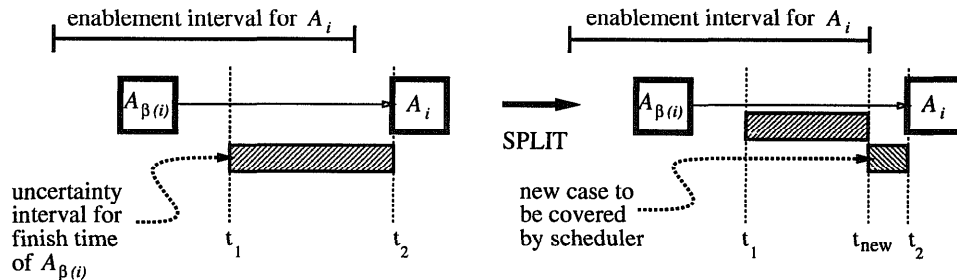 enablement interval for A_i
A_β(i)
A_i
uncertainty
interval for
finish time
of A_β(i)
t_1
t_2
SPLIT
enablement interval for A_i
A_β(i)
A_i
new case to
be covered
by scheduler
t_1
t_new
t_2